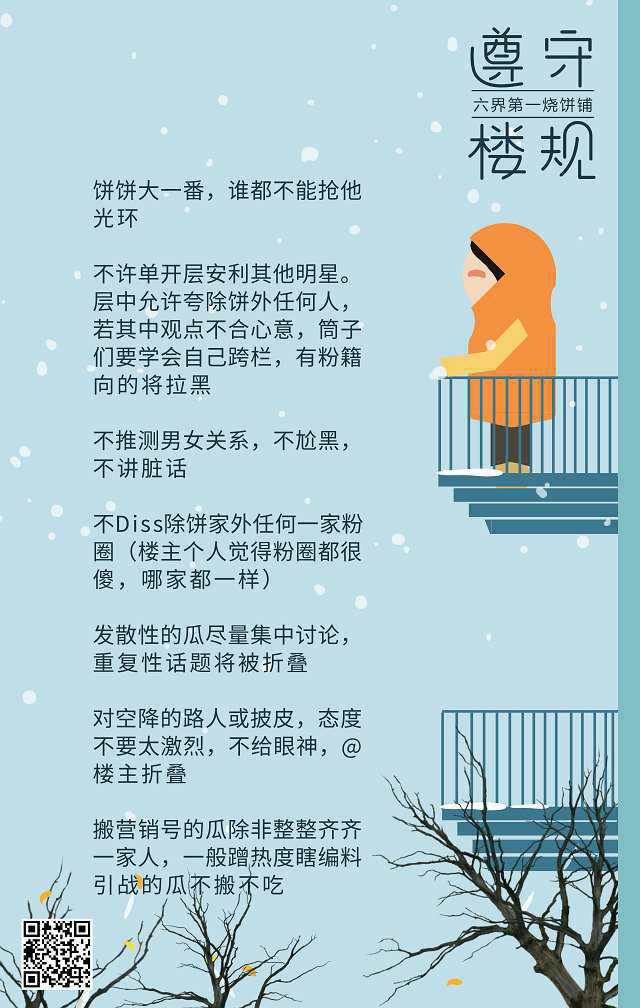 遵守
六界第一烧饼铺
楼规
饼饼大一番，谁都不能抢他
光环
不许单开层安利其他明星。
层中允许夸除饼外任何人，
若其中观点不合心意，筒子
们要学会自己跨栏，有粉籍
向的将拉黑
不推测男女关系，不尬黑，
不讲脏话
不Diss除饼家外任何一家粉
圈（楼主个人觉得粉圈都很
傻，哪家都一样）
发散性的瓜尽量集中讨论，
重复性话题将被折叠
对空降的路人或披皮，态度
不要太激烈，不给眼神，@
楼主折叠
搬营销号的瓜除非整整齐齐
一家人，一般蹭热度瞎编料
引战的瓜不搬不吃